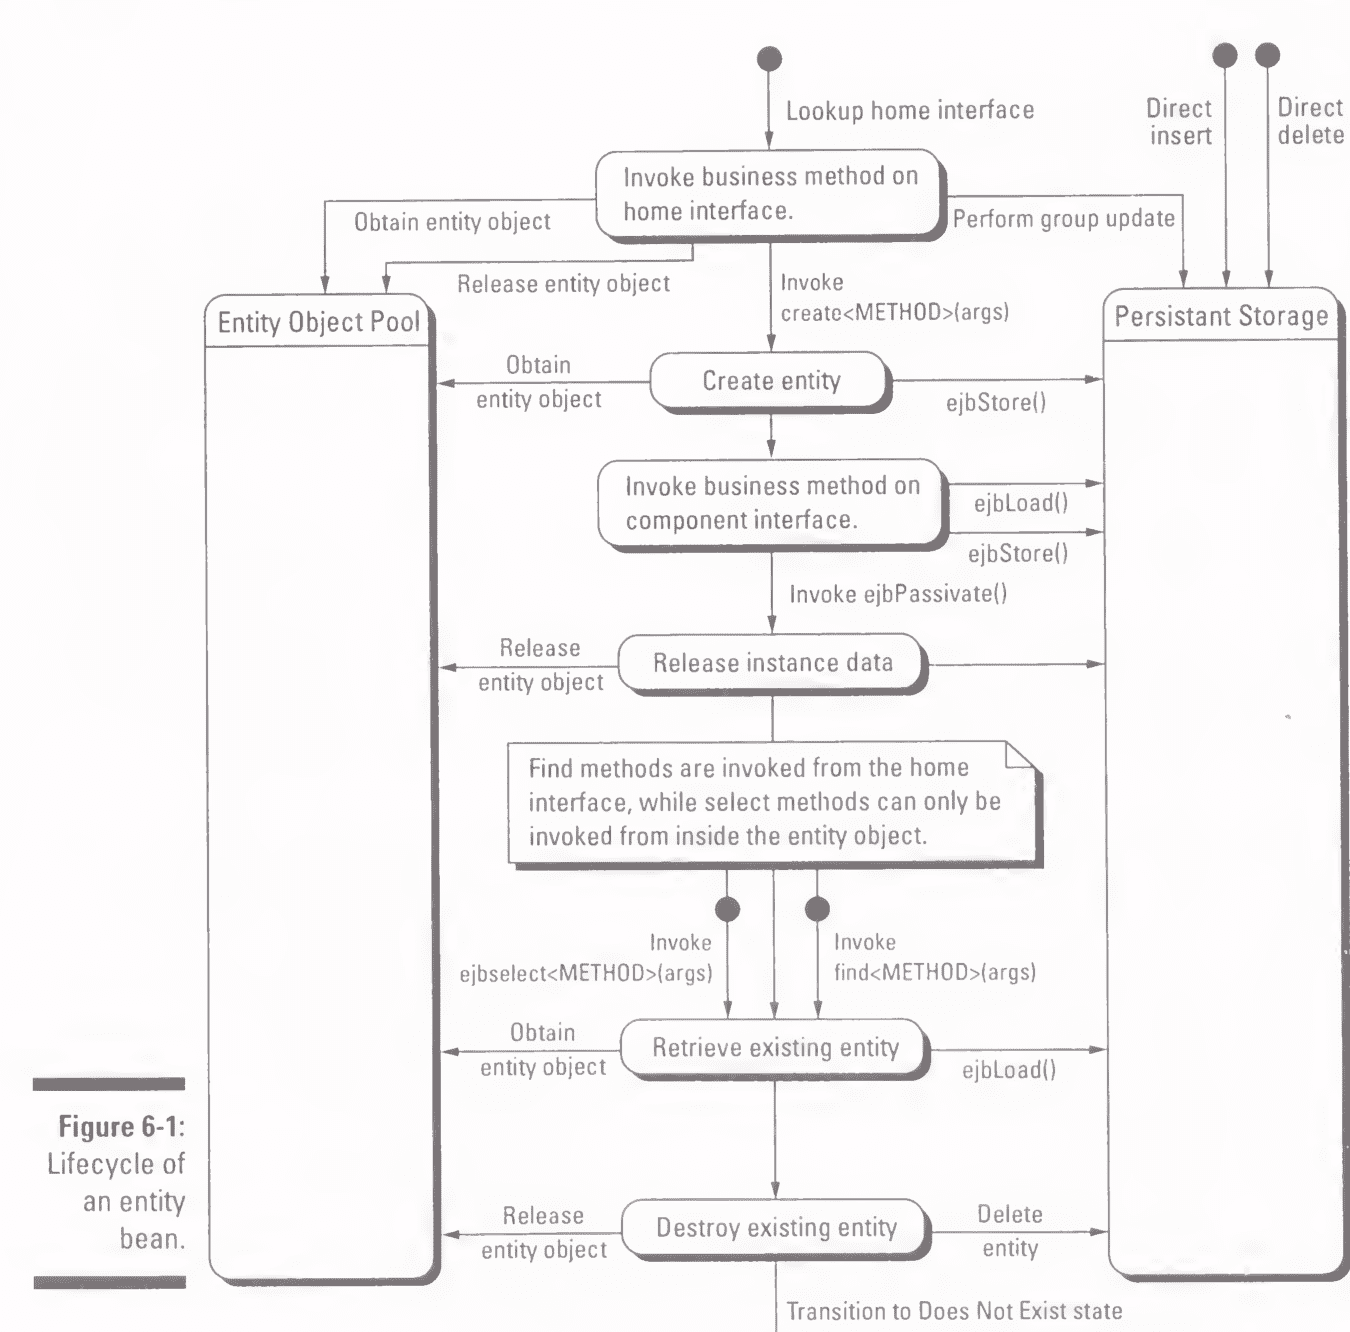 Lookup home interface
Direct
insert
Direct
delete
Invoke business method on
home interface.
Obtain entity object
Perform group update
Release entity object
Invoke
create<METHOD>(args)
Entity Object Pool
Persistant Storage
Obtain
entity object
Create entity
ejbStore()
Invoke business method on
component interface.
ejbLoad()
ejbStore()
Invoke ejbPassivate()
Release
entity object
Release instance data
Find methods are invoked from the home
interface, while select methods can only be
invoked from inside the entity object.
Invoke
ejbselect<METHOD>(args)
Invoke
find<METHOD>(args)
Obtain
entity object
Retrieve existing entity
ejbLoad()
Figure 6-1:
Lifecycle of
an entity
bean.
Release
entity object
Destroy existing entity
Delete
entity
Transition to Does Not Exist state